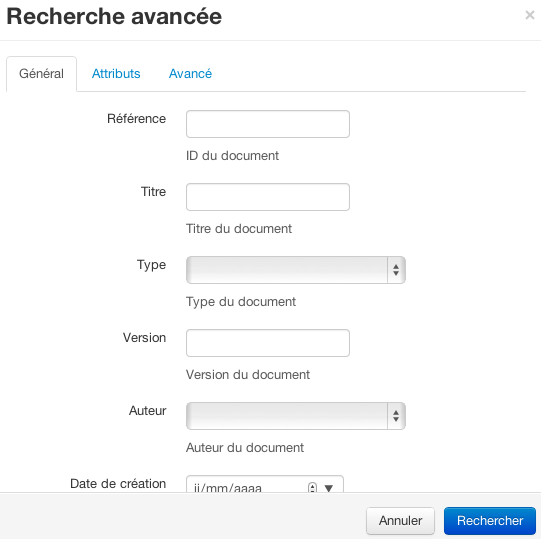 Recherche avancée
×
Général Attributs Avancé
Référence
ID du document
Titre
Titre du document
Type
Type du document
Version
Version du document
Auteur
Auteur du document
Date de création
jj/mm/aaaa
Annuler Rechercher